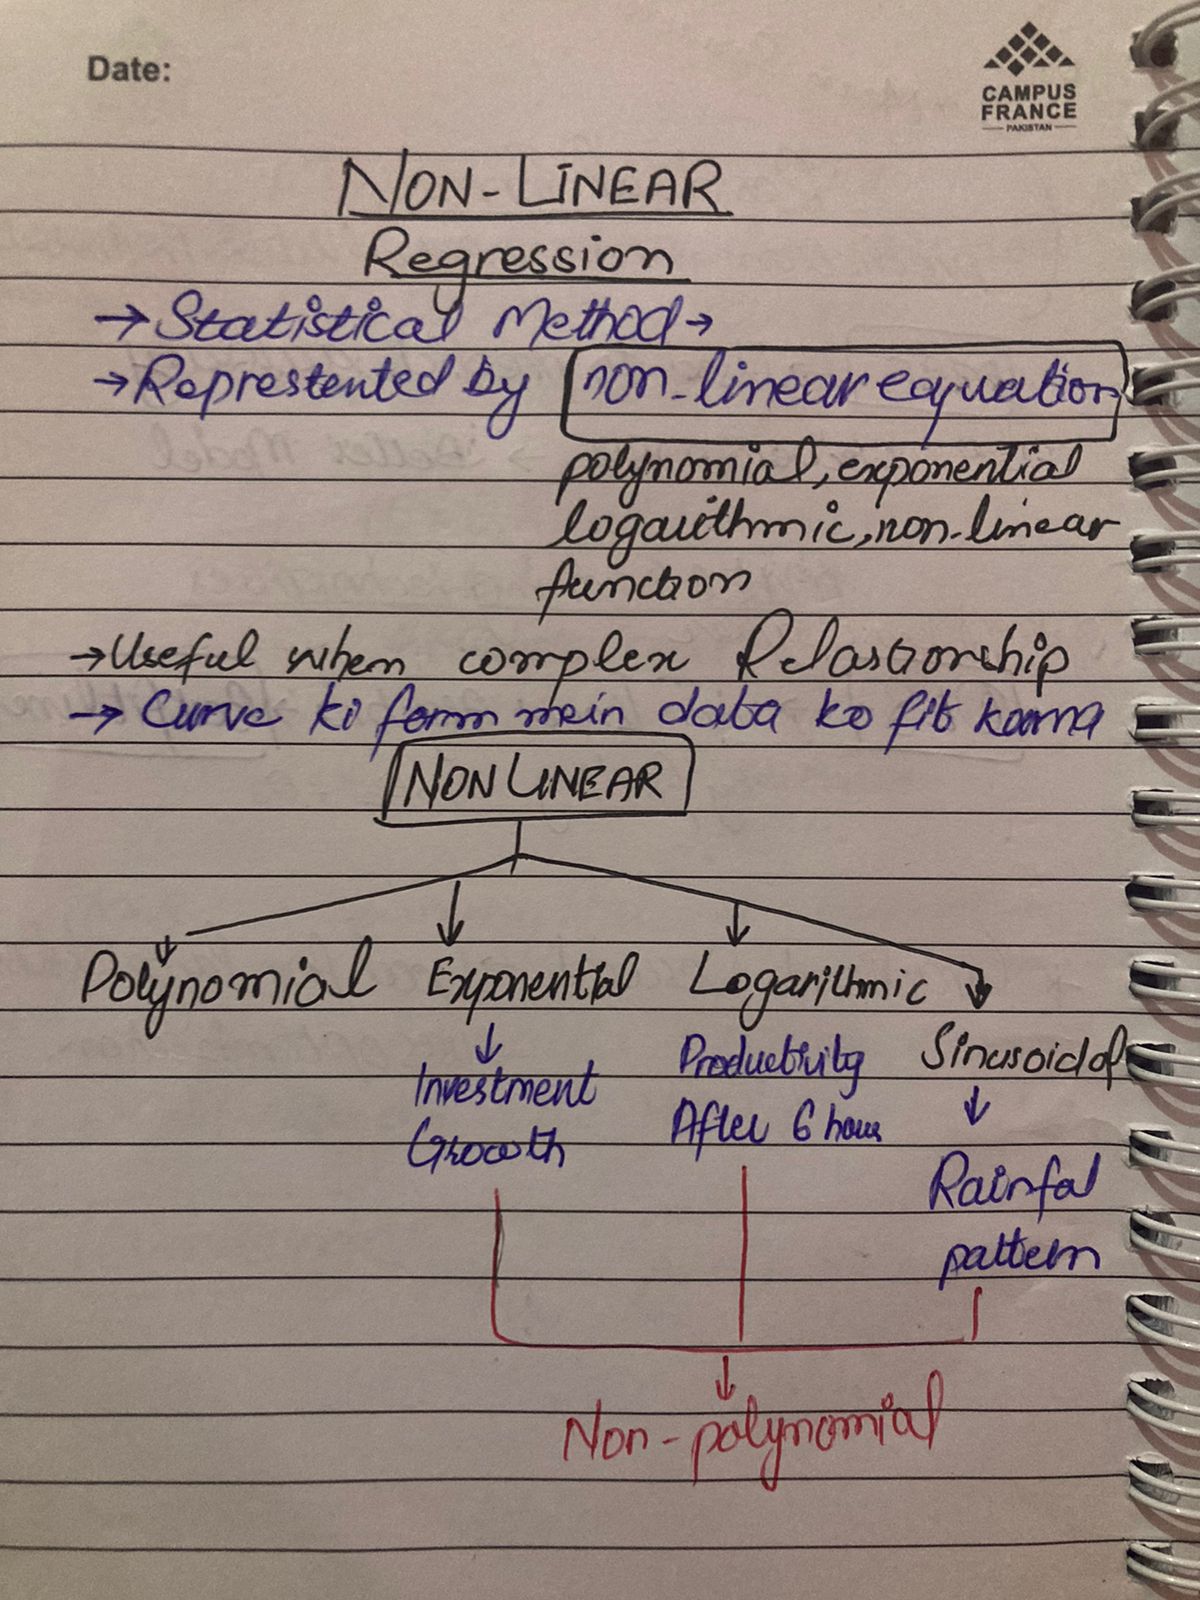 Date:
CAMPUS
FRANCE
PAKISTAN
NON-LINEAR
Regression
→ Statistical Method →
→ Represtented by non-linear equation
polynomial, exponential
logarithmic, non-linear
function
→ Useful when complex Relationship
→ Curve ki form mein data ko fit karna
NON LINEAR
Polynomial Exponential Logarithmic
Sinusoidal
Investment Productivity
Growth After 6 hour
Rainfal
pattern
Non-polynomial